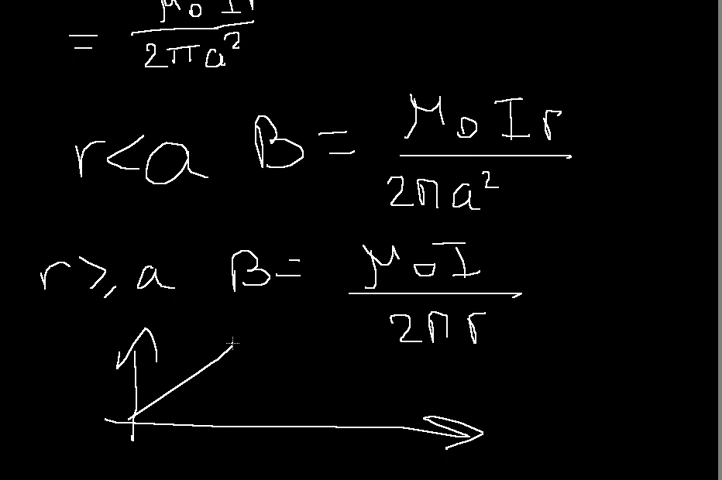 = μ₀Ir / 2πa²
r<a B = μ₀Ir / 2πa²
r⩾a B = μ₀I / 2πr